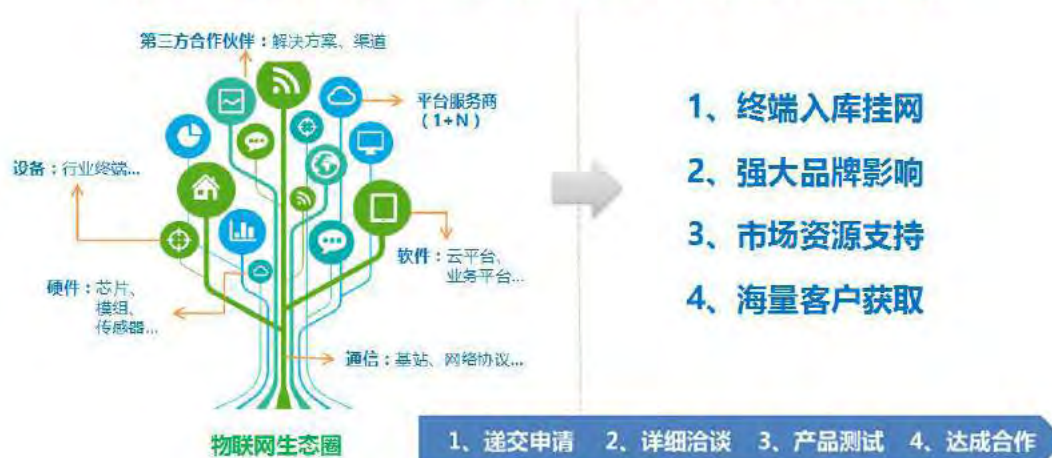 第三方合作伙伴：解决方案、渠道
平台服务商
（1+N）
设备：行业终端...
软件：云平台、
业务平台...
硬件：芯片、
模组、
传感器...
通信：基站、网络协议...
物联网生态圈
1、终端入库挂网
2、强大品牌影响
3、市场资源支持
4、海量客户获取
1、递交申请 2、详细洽谈 3、产品测试 4、达成合作